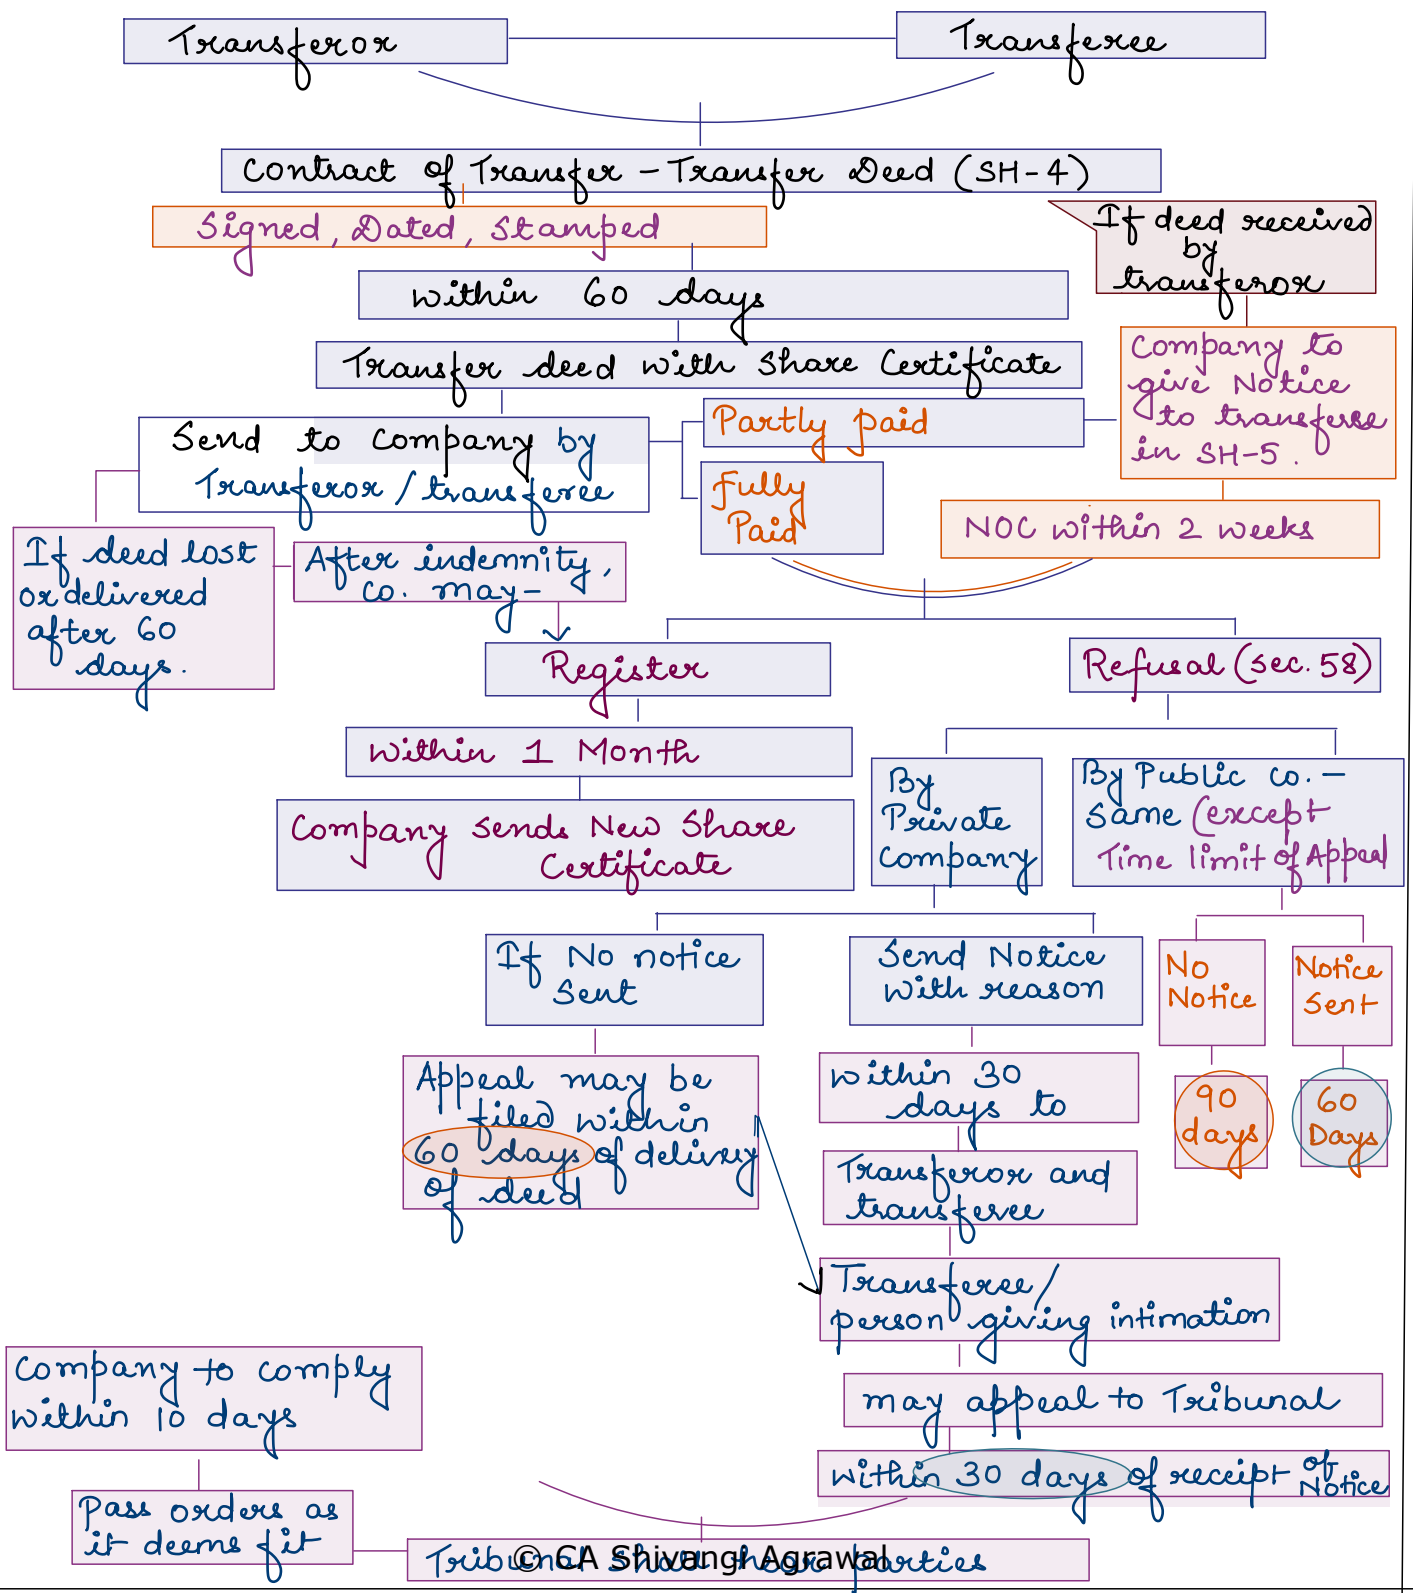 Transferor
Transferee
Contract of Transfer - Transfer Deed (SH-4)
Signed, Dated, Stamped
If deed received
by
transferor
within 60 days
Company to
give Notice
to transferee
in SH-5.
Transfer deed with Share Certificate
Partly paid
Send to Company by
Transferor / transferee
Fully
Paid
NOC within 2 weeks
If deed lost
or delivered
after 60
days.
After indemnity,
co. may-
Register
Refusal (sec. 58)
within 1 Month
By
Private
Company
By Public co. -
Same (except
Time limit of Appeal
Company sends New Share
Certificate
If No notice
Sent
Send Notice
with reason
No
Notice
Notice
Sent
Appeal may be
filed within
60 days of delivery
of deed
within 30
days to
90
days
60
Days
Transferor and
transferee
Transferee/
person giving intimation
Company to comply
within 10 days
may appeal to Tribunal
within 30 days of receipt of
Notice
Pass orders as
it deems fit
Tribunal shall hear parties
© CA Shivangi Agrawal